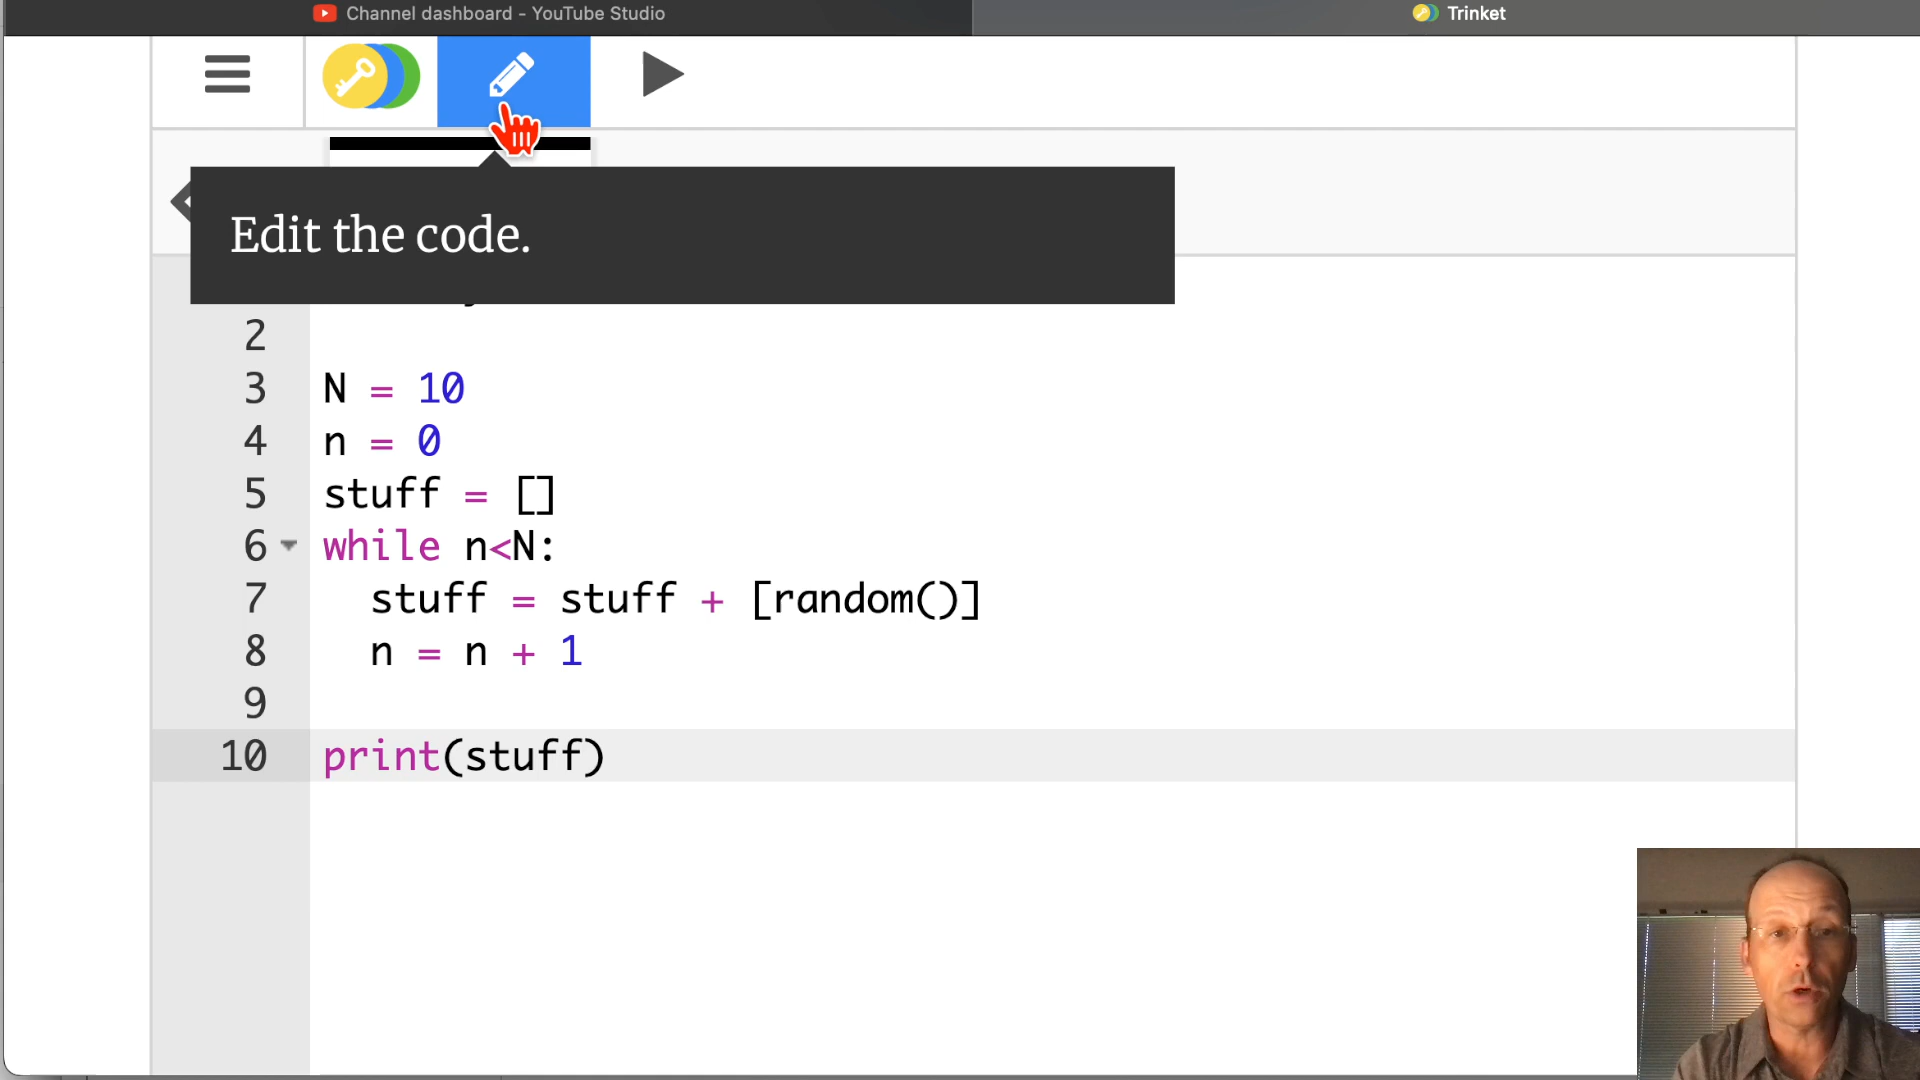 Channel dashboard - YouTube Studio
Trinket
Edit the code.
2
3 N = 10
4 n = 0
5 stuff = []
6 while n<N:
7 stuff = stuff + [random()]
8 n = n + 1
9
10 print(stuff)